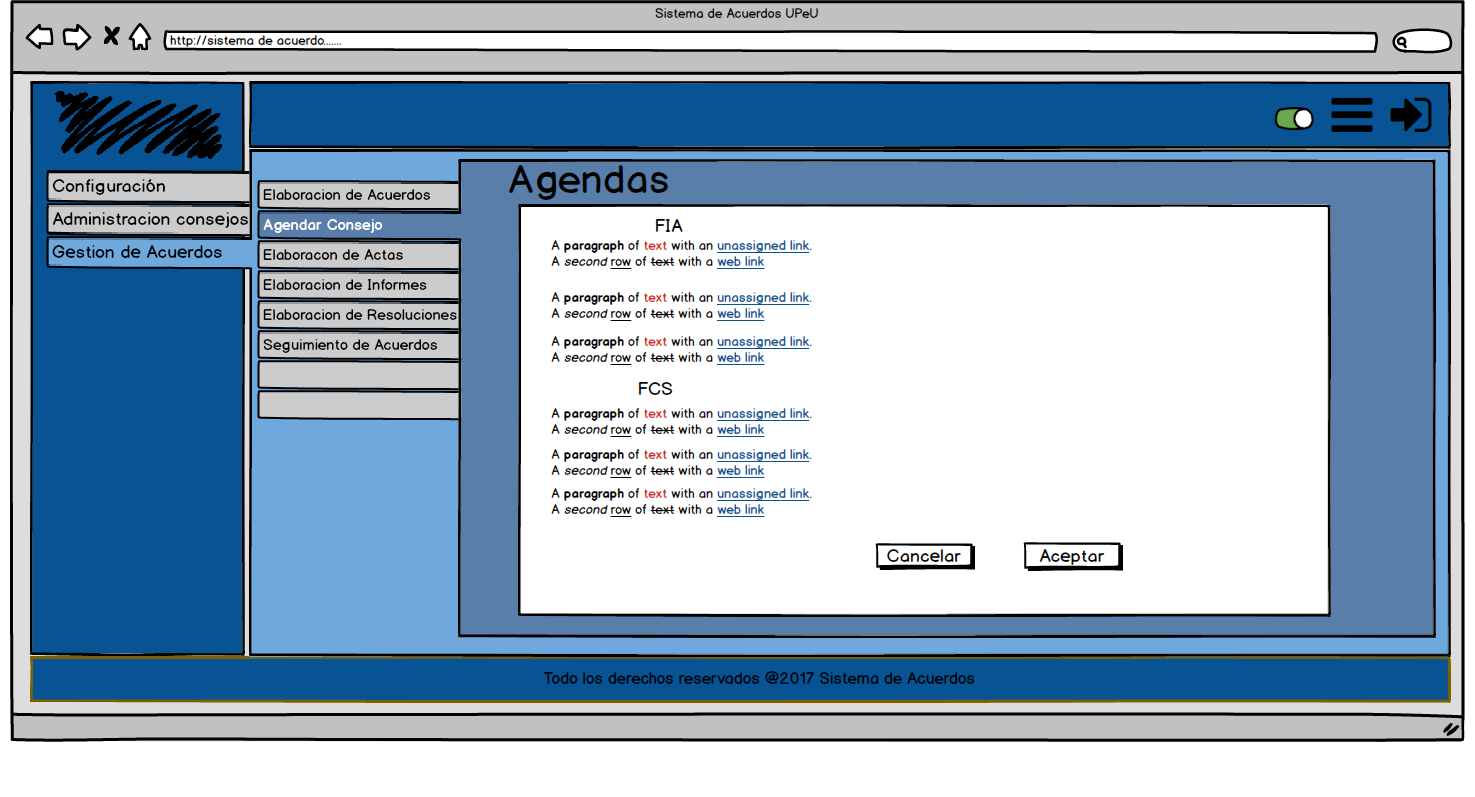 Sistema de Acuerdos UPeU
http://sistema de acuerdo......
Configuración
Administracion consejos
Gestion de Acuerdos
Elaboracion de Acuerdos
Agendar Consejo
Elaboracon de Actas
Elaboracion de Informes
Elaboracion de Resoluciones
Seguimiento de Acuerdos
Agendas
FIA
A paragraph of text with an unassigned link.
A second row of text with a web link
A paragraph of text with an unassigned link.
A second row of text with a web link
A paragraph of text with an unassigned link.
A second row of text with a web link
FCS
A paragraph of text with an unassigned link.
A second row of text with a web link
A paragraph of text with an unassigned link.
A second row of text with a web link
A paragraph of text with an unassigned link.
A second row of text with a web link
Cancelar
Aceptar
Todo los derechos reservados @2017 Sistema de Acuerdos